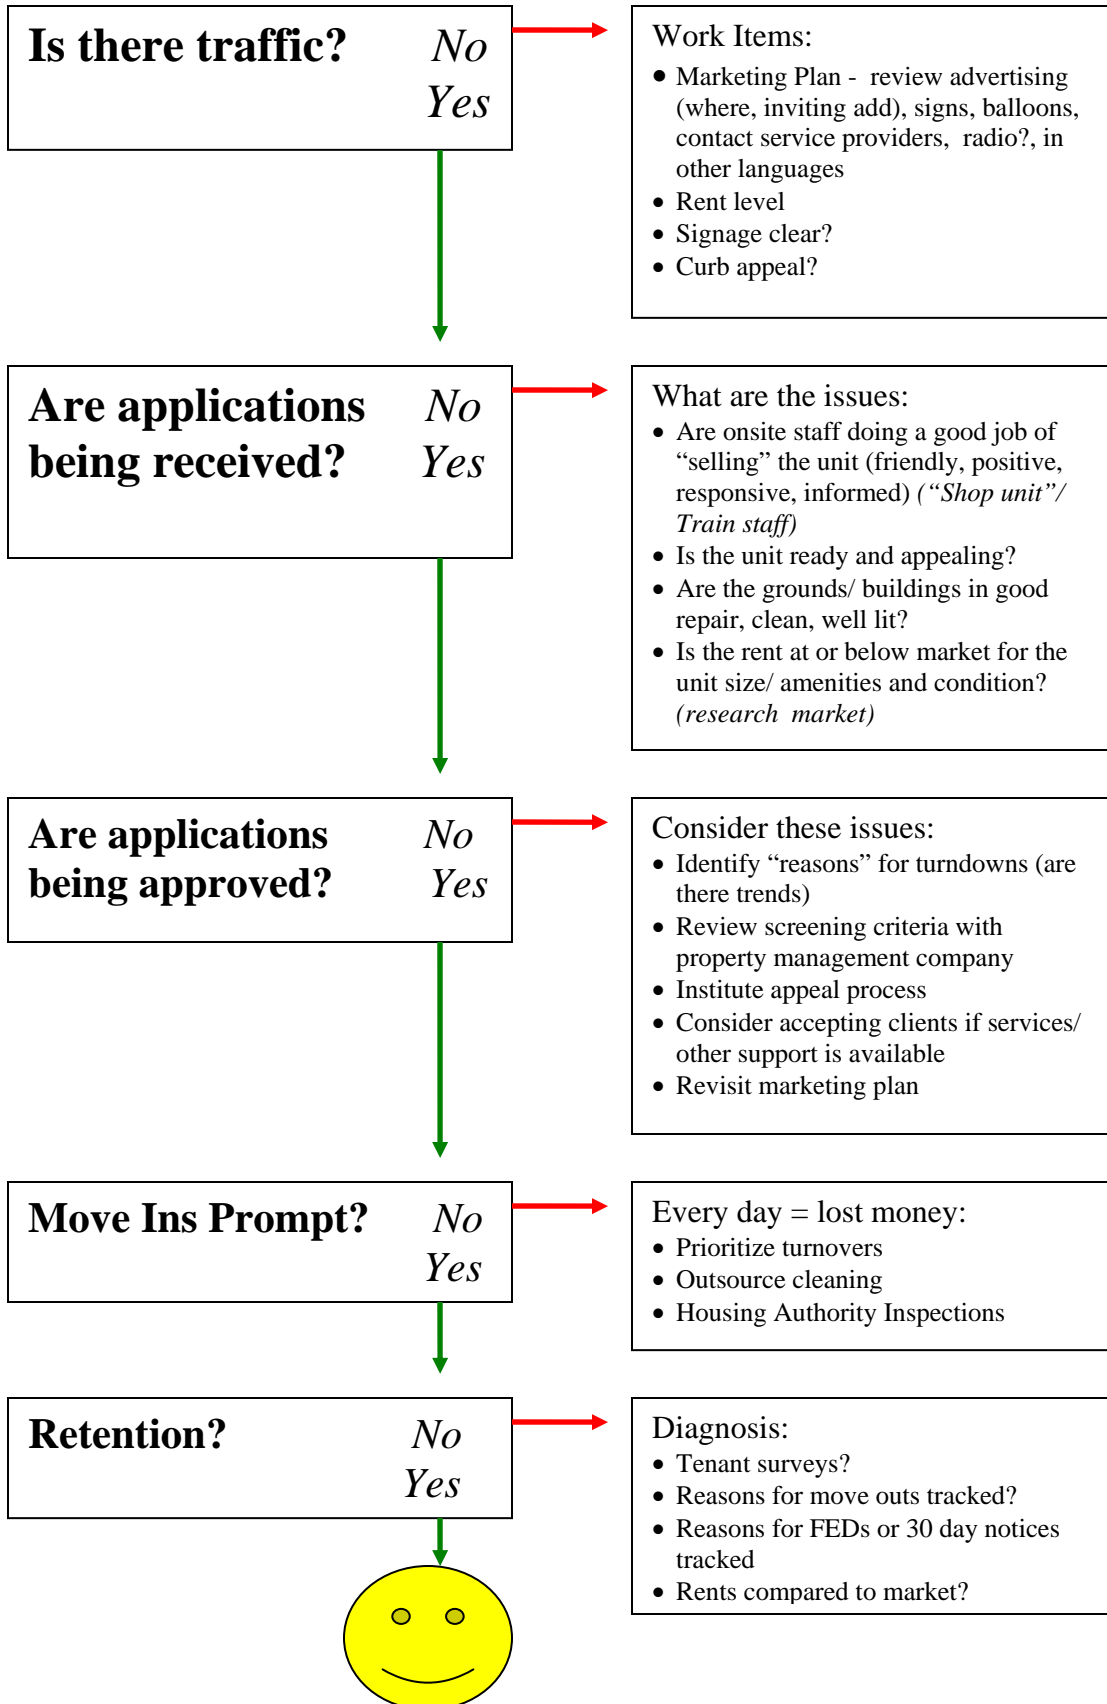 Is there traffic? No
Yes
Work Items:
• Marketing Plan - review advertising
(where, inviting add), signs, balloons,
contact service providers, radio?, in
other languages
• Rent level
• Signage clear?
• Curb appeal?
Are applications No
being received? Yes
What are the issues:
• Are onsite staff doing a good job of
“selling” the unit (friendly, positive,
responsive, informed) (“Shop unit”/
Train staff)
• Is the unit ready and appealing?
• Are the grounds/ buildings in good
repair, clean, well lit?
• Is the rent at or below market for the
unit size/ amenities and condition?
(research market)
Are applications No
being approved? Yes
Consider these issues:
• Identify “reasons” for turndowns (are
there trends)
• Review screening criteria with
property management company
• Institute appeal process
• Consider accepting clients if services/
other support is available
• Revisit marketing plan
Move Ins Prompt? No
Yes
Every day = lost money:
• Prioritize turnovers
• Outsource cleaning
• Housing Authority Inspections
Retention? No
Yes
Diagnosis:
• Tenant surveys?
• Reasons for move outs tracked?
• Reasons for FEDs or 30 day notices
tracked
• Rents compared to market?